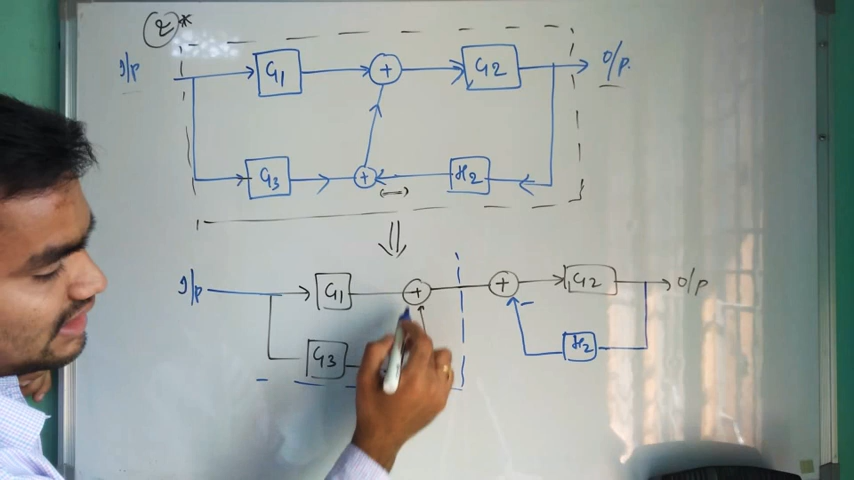 2*
I/p G1 + G2 O/p
G3 + H2
(-)
⇓
I/p G1 + + G2 O/p
-
G3 H2